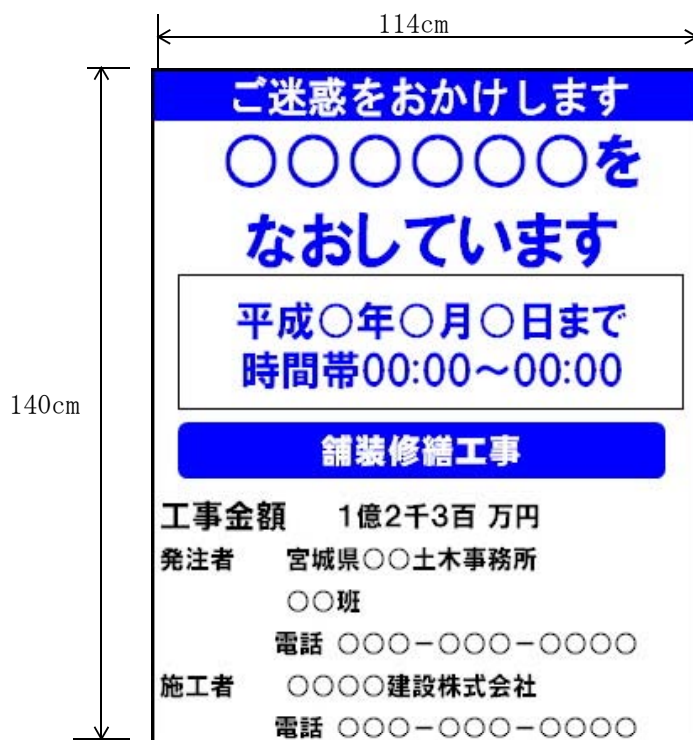 114cm
ご迷惑をおかけします
○○○○○○を
なおしています
平成○年○月○日まで
時間帯00:00～00:00
140cm
舗装修繕工事
工事金額 1億2千3百 万円
発注者 宮城県○○土木事務所
○○班
電話 ○○○－○○○－○○○○
施工者 ○○○○建設株式会社
電話 ○○○－○○○－○○○○